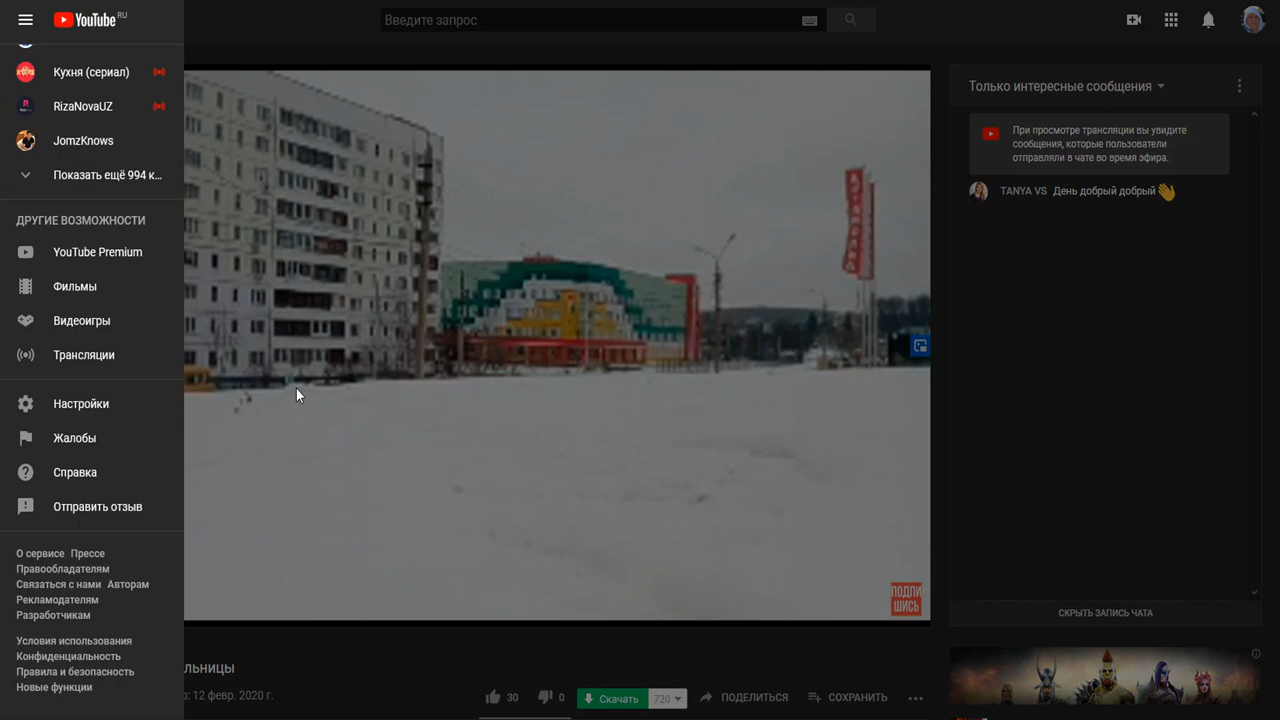 YouTube RU
Введите запрос
Кухня (сериал)
RizaNovaUZ
JomzKnows
Показать ещё 994 к...
ДРУГИЕ ВОЗМОЖНОСТИ
YouTube Premium
Фильмы
Видеоигры
Трансляции
Настройки
Жалобы
Справка
Отправить отзыв
О сервисе Прессе
Правообладателям
Связаться с нами Авторам
Рекламодателям
Разработчикам
Условия использования
Конфиденциальность
Правила и безопасность
Новые функции
ПОДПИ
ШИСЬ
льницы
о: 12 февр. 2020 г.
30
0
Скачать
720
ПОДЕЛИТЬСЯ
СОХРАНИТЬ
Только интересные сообщения
При просмотре трансляции вы увидите
сообщения, которые пользователи
отправляли в чате во время эфира.
TANYA VS День добрый добрый👋
СКРЫТЬ ЗАПИСЬ ЧАТА